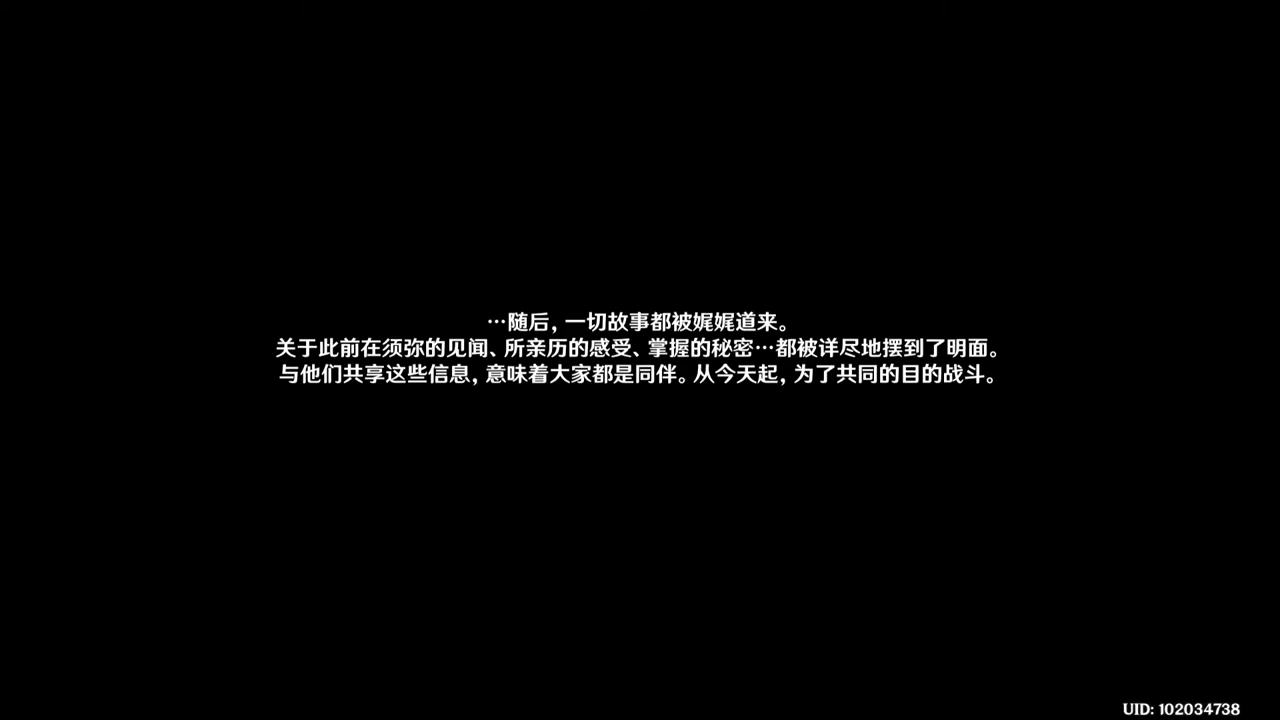 …随后，一切故事都被娓娓道来。
关于此前在须弥的见闻、所亲历的感受、掌握的秘密…都被详尽地摆到了明面。
与他们共享这些信息，意味着大家都是同伴。从今天起，为了共同的目的战斗。
UID: 102034738